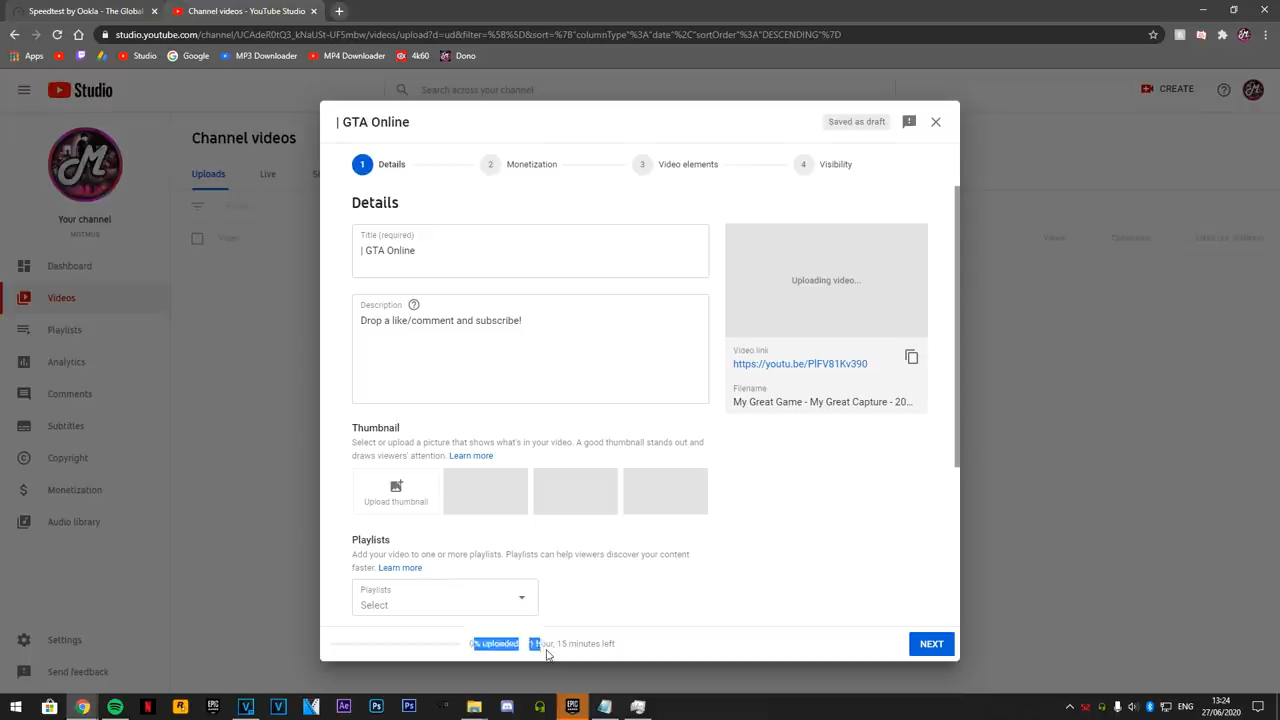 Speedtest by Ookla - The Global
Uploads - YouTube Studio
studio.youtube.com/channel/UCAdeR0tQ3_kNaUSt-UF5mbw/videos/upload?d=ud&filter=%5B%5D&sort=%7B"columnType"%3A"date"%2C"sortOrder"%3A"DESCENDING"%7D
Apps Studio Google MP3 Downloader MP4 Downloader 4k60 Dono
Studio
Search across your channel
CREATE
| GTA Online
Saved as draft
1 Details 2 Monetization 3 Video elements 4 Visibility
Channel videos
Uploads Live
Video
Your channel
MOTMUS
Dashboard
Videos
Playlists
Analytics
Comments
Subtitles
Copyright
Monetization
Audio library
Settings
Send feedback
Details
Title (required)
| GTA Online
Description
Drop a like/comment and subscribe!
Uploading video...
Video link
https://youtu.be/PlFV81Kv390
Filename
My Great Game - My Great Capture - 20...
Thumbnail
Select or upload a picture that shows what's in your video. A good thumbnail stands out and
draws viewers' attention. Learn more
Upload thumbnail
Playlists
Add your video to one or more playlists. Playlists can help viewers discover your content
faster. Learn more
Playlists
Select
0% uploaded 1 hour, 15 minutes left
NEXT
ENG
13:24
27/06/2020